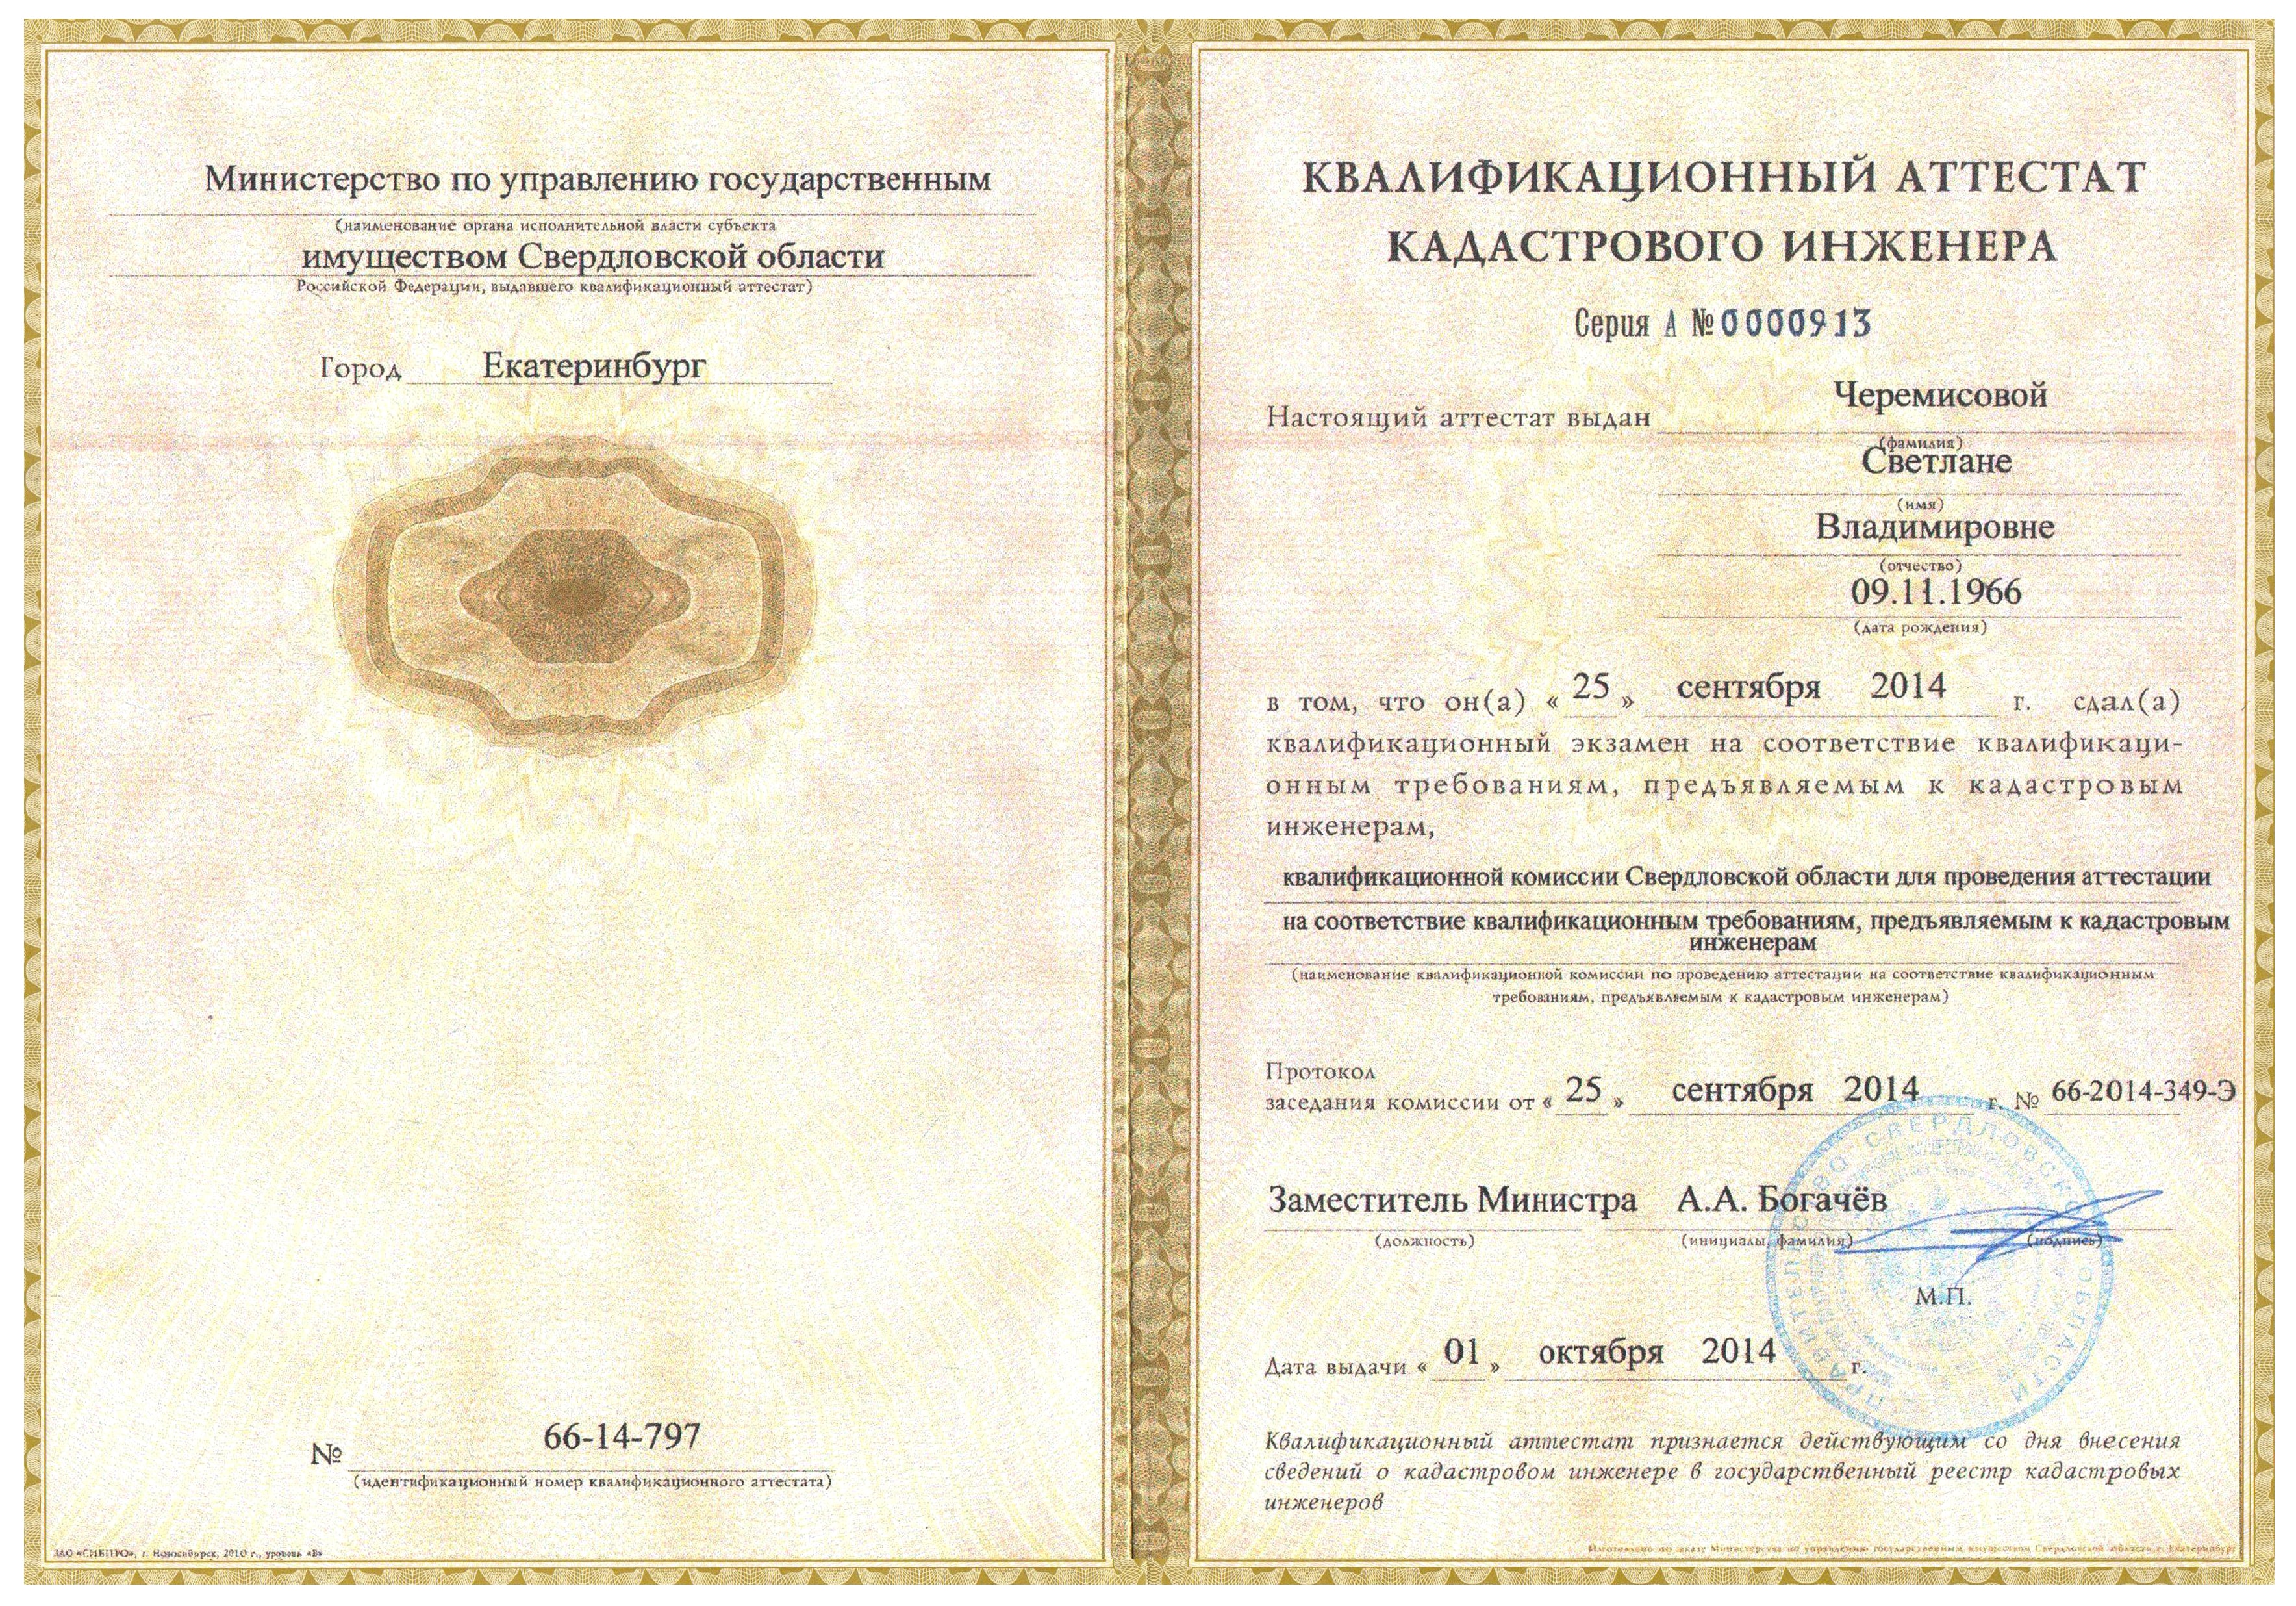 Министерство по управлению государственным
(наименование органа исполнительной власти субъекта
имуществом Свердловской области
Российской Федерации, выдавшего квалификационный аттестат)
Город Екатеринбург
№ 66-14-797
(идентификационный номер квалификационного аттестата)
ЗАО «СИБПРО», г. Новосибирск, 2010 г., уровень «В»
КВАЛИФИКАЦИОННЫЙ АТТЕСТАТ
КАДАСТРОВОГО ИНЖЕНЕРА
Серия А № 0000913
Настоящий аттестат выдан Черемисовой
(фамилия)
Светлане
(имя)
Владимировне
(отчество)
09.11.1966
(дата рождения)
в том, что он(а) « 25 » сентября 2014 г. сдал(а)
квалификационный экзамен на соответствие квалификаци-
онным требованиям, предъявляемым к кадастровым
инженерам,
квалификационной комиссии Свердловской области для проведения аттестации
на соответствие квалификационным требованиям, предъявляемым к кадастровым
инженерам
(наименование квалификационной комиссии по проведению аттестации на соответствие квалификационным
требованиям, предъявляемым к кадастровым инженерам)
Протокол
заседания комиссии от « 25 » сентября 2014 г. № 66-2014-349-Э
Заместитель Министра А.А. Богачёв
(должность) (инициалы, фамилия) (подпись)
М.П.
Дата выдачи « 01 » октября 2014 г.
Квалификационный аттестат признается действующим со дня внесения
сведений о кадастровом инженере в государственный реестр кадастровых
инженеров
Изготовлено по заказу Министерства по управлению государственным имуществом Свердловской области г. Екатеринбург
ПРАВИТЕЛЬСТВО СВЕРДЛОВСКОЙ ОБЛАСТИ